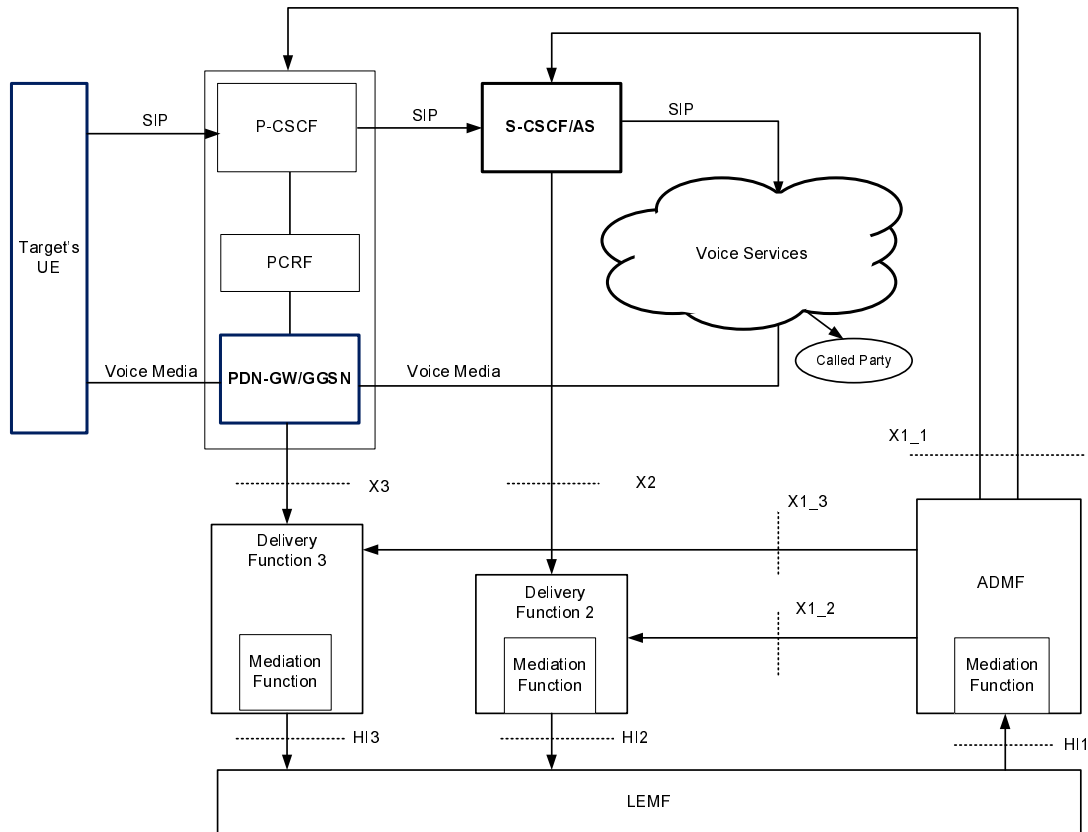 SIP
P-CSCF
SIP
S-CSCF/AS
SIP
Target's
UE
PCRF
Voice Services
Voice Media
PDN-GW/GGSN
Voice Media
Called Party
X1_1
X3
X2
X1_3
Delivery
Function 3
ADMF
Delivery
Function 2
X1_2
Mediation
Function
Mediation
Function
Mediation
Function
HI3
HI2
HI1
LEMF